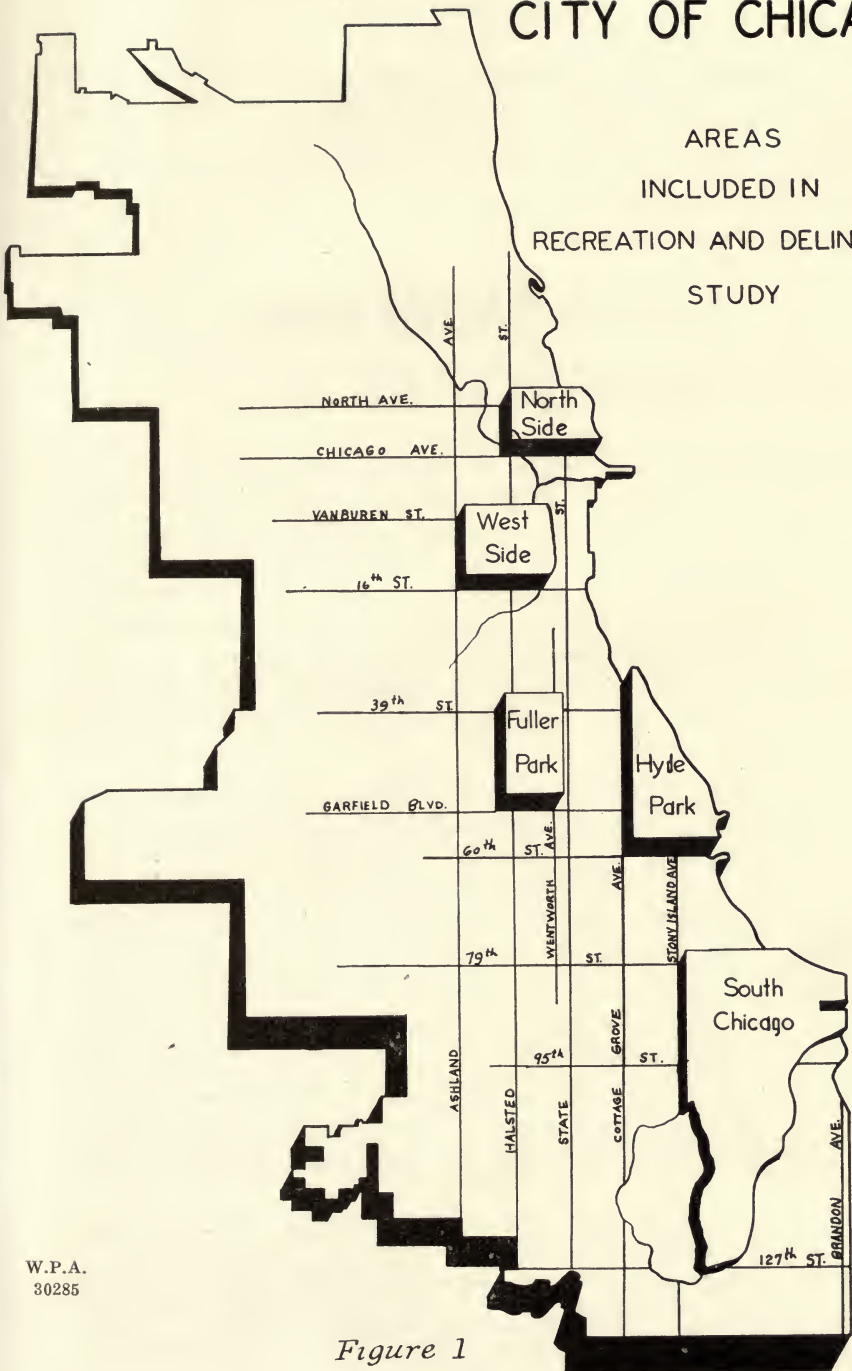 CITY OF CHICA
AREAS
INCLUDED IN
RECREATION AND DELIN
STUDY
AVE.
ST.
NORTH AVE.
North
Side
CHICAGO AVE.
VANBUREN ST.
ST.
West
Side
16th ST.
39th ST.
Fuller
Park
Hyde
Park
GARFIELD BLVD.
60th ST.
WENTWORTH AVE.
AVE.
STONY ISLAND AVE
79th ST.
South
Chicago
GROVE
95th ST.
ASHLAND
HALSTED
STATE
COTTAGE
BRANDON AVE.
127th ST.
W.P.A.
30285
Figure 1